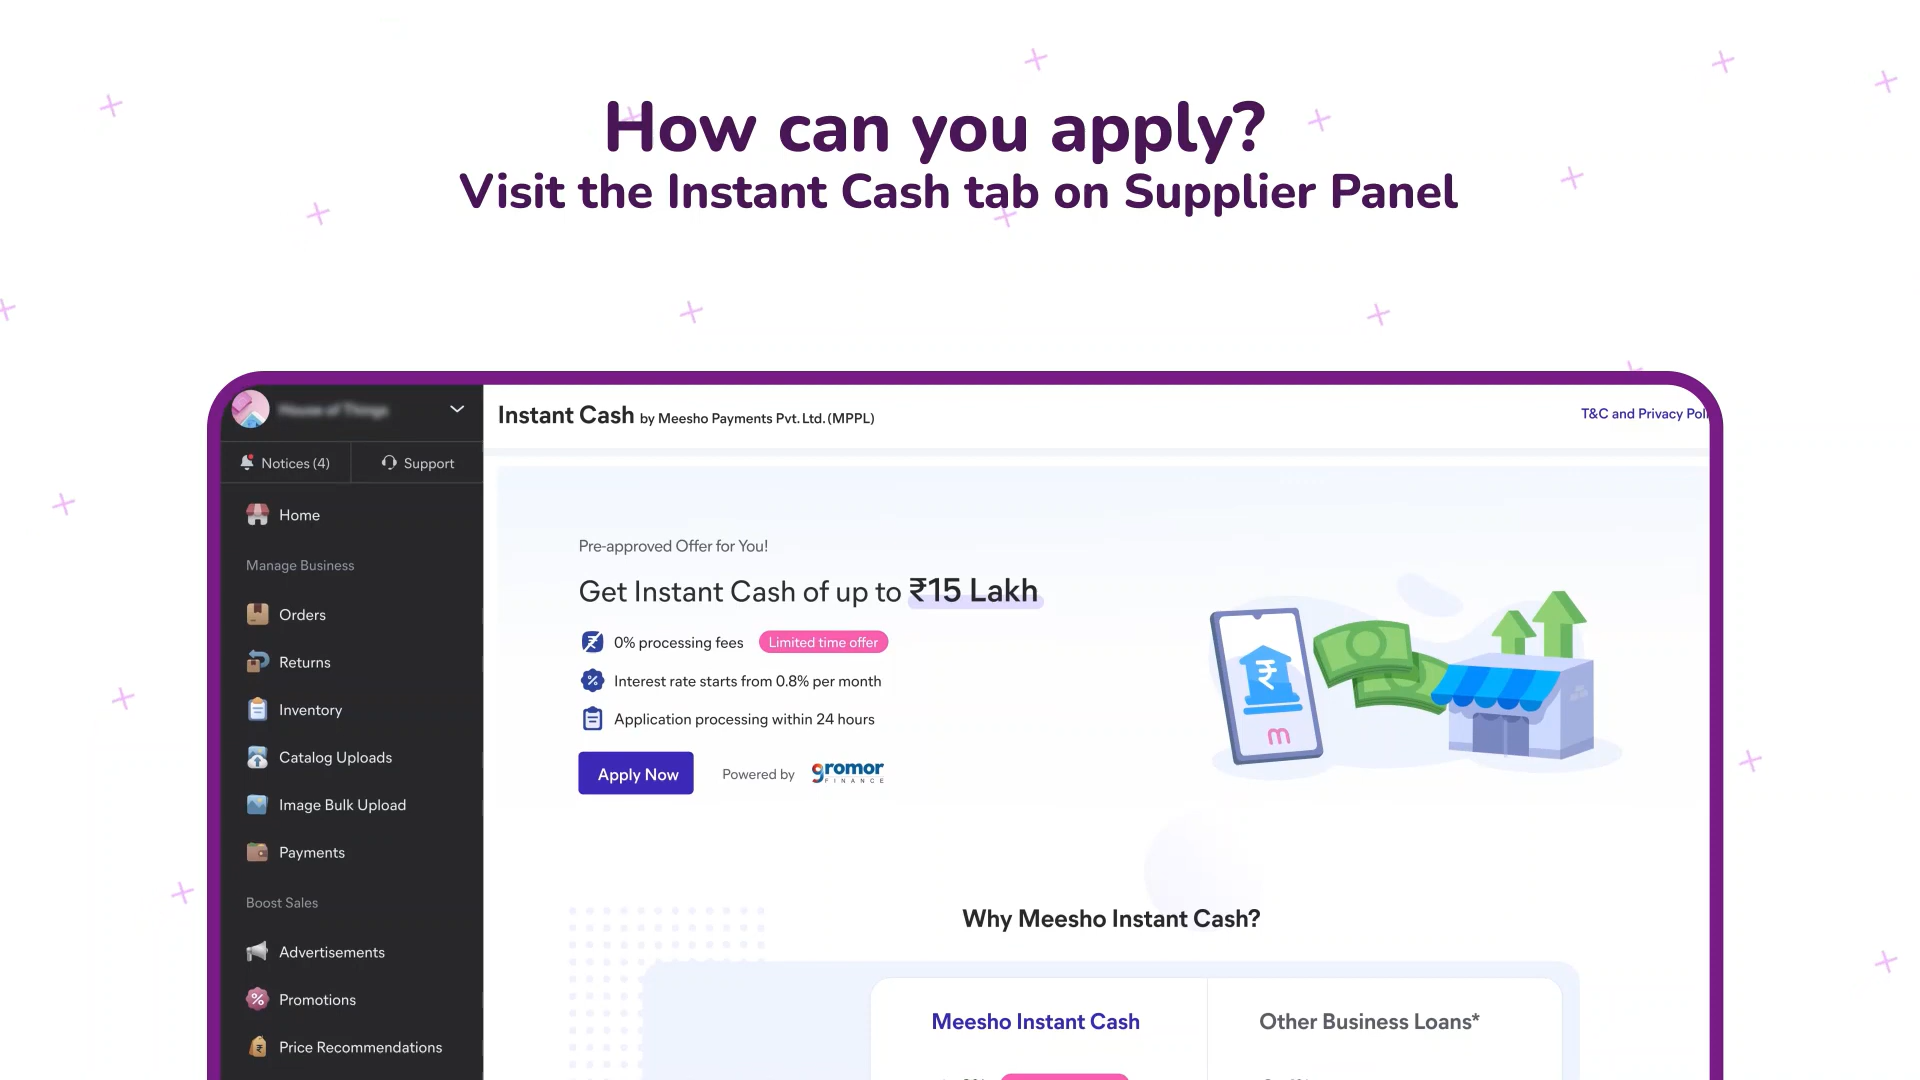 How can you apply?
Visit the Instant Cash tab on Supplier Panel
Instant Cash by Meesho Payments Pvt. Ltd. (MPPL)
T&C and Privacy
Notices (4)
Support
Home
Manage Business
Orders
Returns
Inventory
Catalog Uploads
Image Bulk Upload
Payments
Boost Sales
Advertisements
Promotions
Price Recommendations
Pre-approved Offer for You!
Get Instant Cash of up to ₹15 Lakh
0% processing fees Limited time offer
Interest rate starts from 0.8% per month
Application processing within 24 hours
Apply Now
Powered by gromor
FINANCE
₹
m
Why Meesho Instant Cash?
Meesho Instant Cash
Other Business Loans*